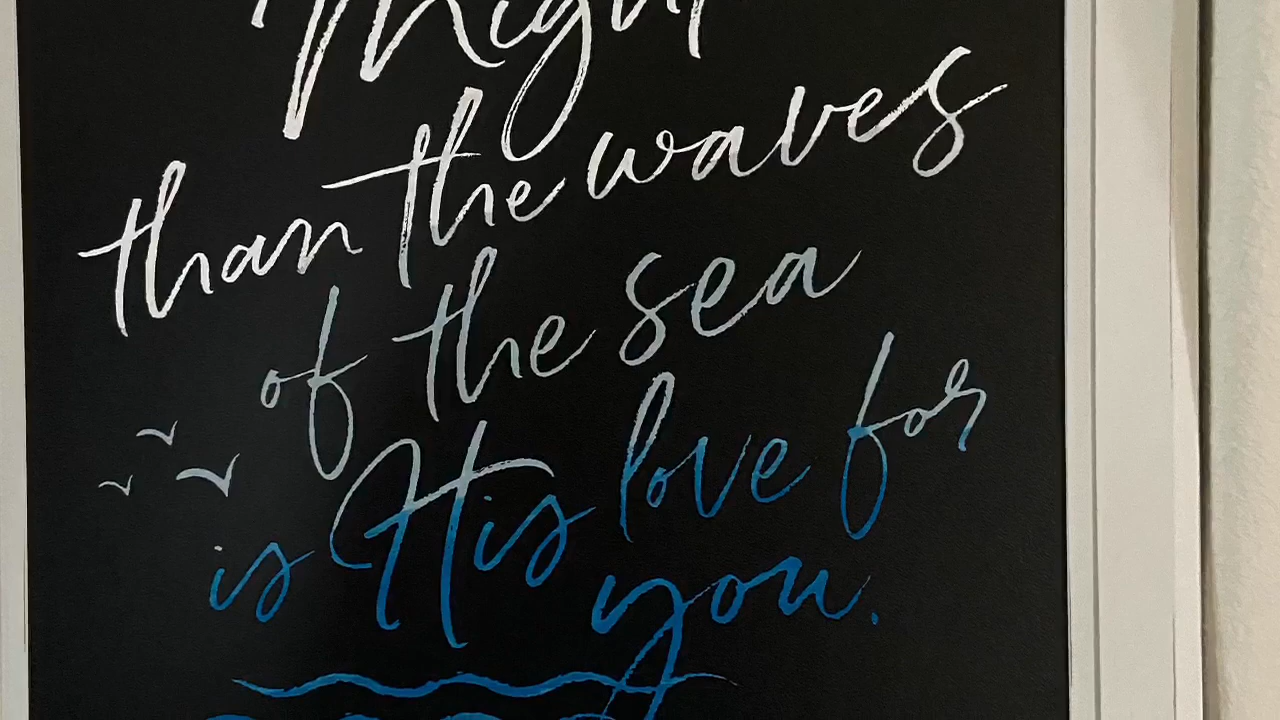 than the waves
of the sea
is His love for
you.